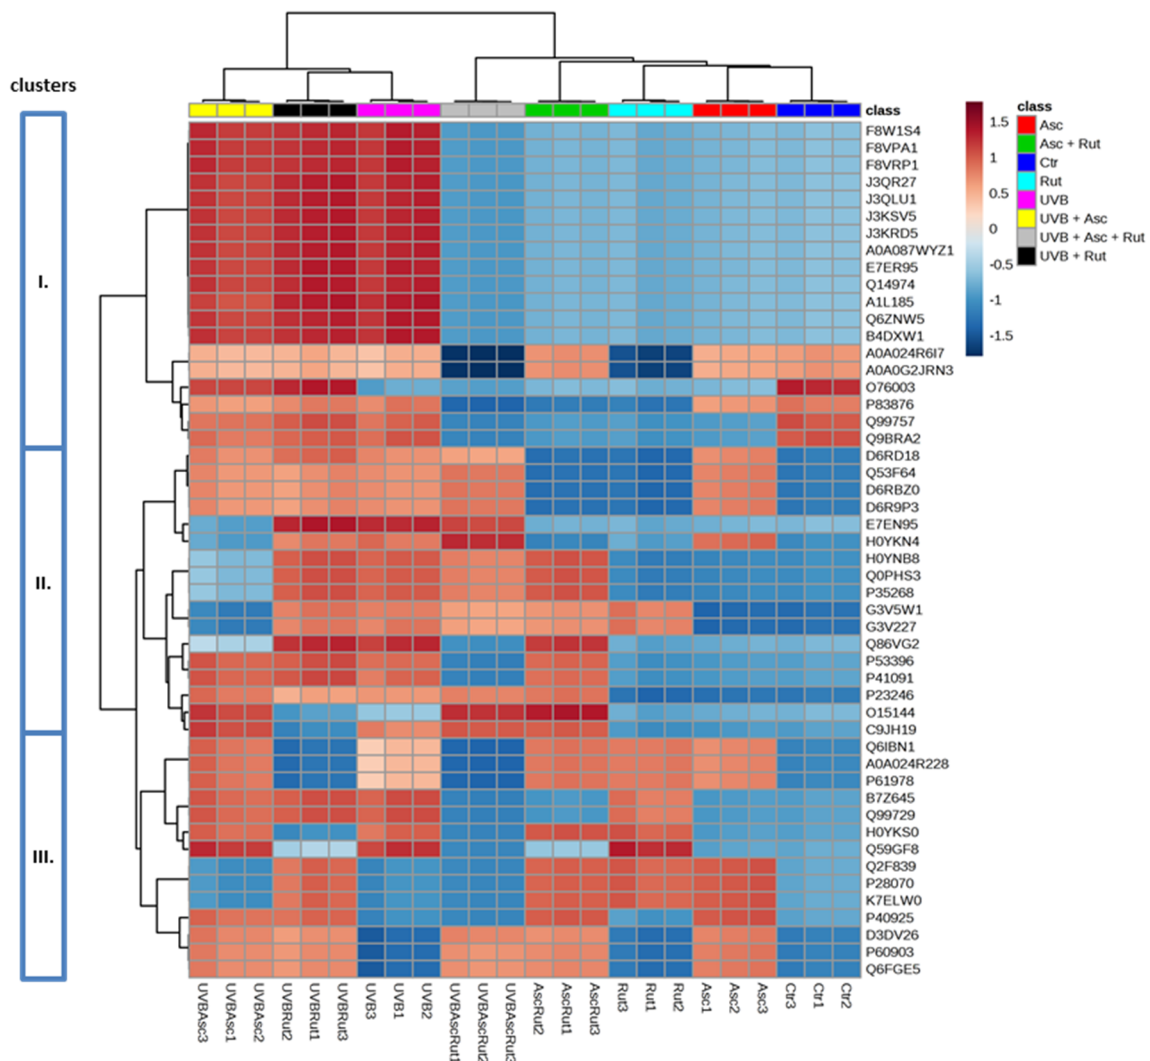 clusters
I.
II.
III.
class
F8W1S4
F8VPA1
F8VRP1
J3QR27
J3QLU1
J3KSV5
J3KRD5
A0A087WYZ1
E7ER95
Q14974
A1L185
Q6ZNW5
B4DXW1
A0A024R6I7
A0A0G2JRN3
O76003
P83876
Q99757
Q9BRA2
D6RD18
Q53F64
D6RBZ0
D6R9P3
E7EN95
H0YKN4
H0YNB8
Q0PHS3
P35268
G3V5W1
G3V227
Q86VG2
P53396
P41091
P23246
O15144
C9JH19
Q6IBN1
A0A024R228
P61978
B7Z645
Q99729
H0YKS0
Q59GF8
Q2F839
P28070
K7ELW0
P40925
D3DV26
P60903
Q6FGE5
1.5
1
0.5
0
-0.5
-1
-1.5
class
Asc
Asc + Rut
Ctr
Rut
UVB
UVB + Asc
UVB + Asc + Rut
UVB + Rut
UVBAsc3
UVBAsc1
UVBAsc2
UVBRut2
UVBRut1
UVBRut3
UVB3
UVB1
UVB2
UVBAscRut1
UVBAscRut2
UVBAscRut3
AscRut2
AscRut1
AscRut3
Rut3
Rut1
Rut2
Asc1
Asc2
Asc3
Ctr3
Ctr1
Ctr2